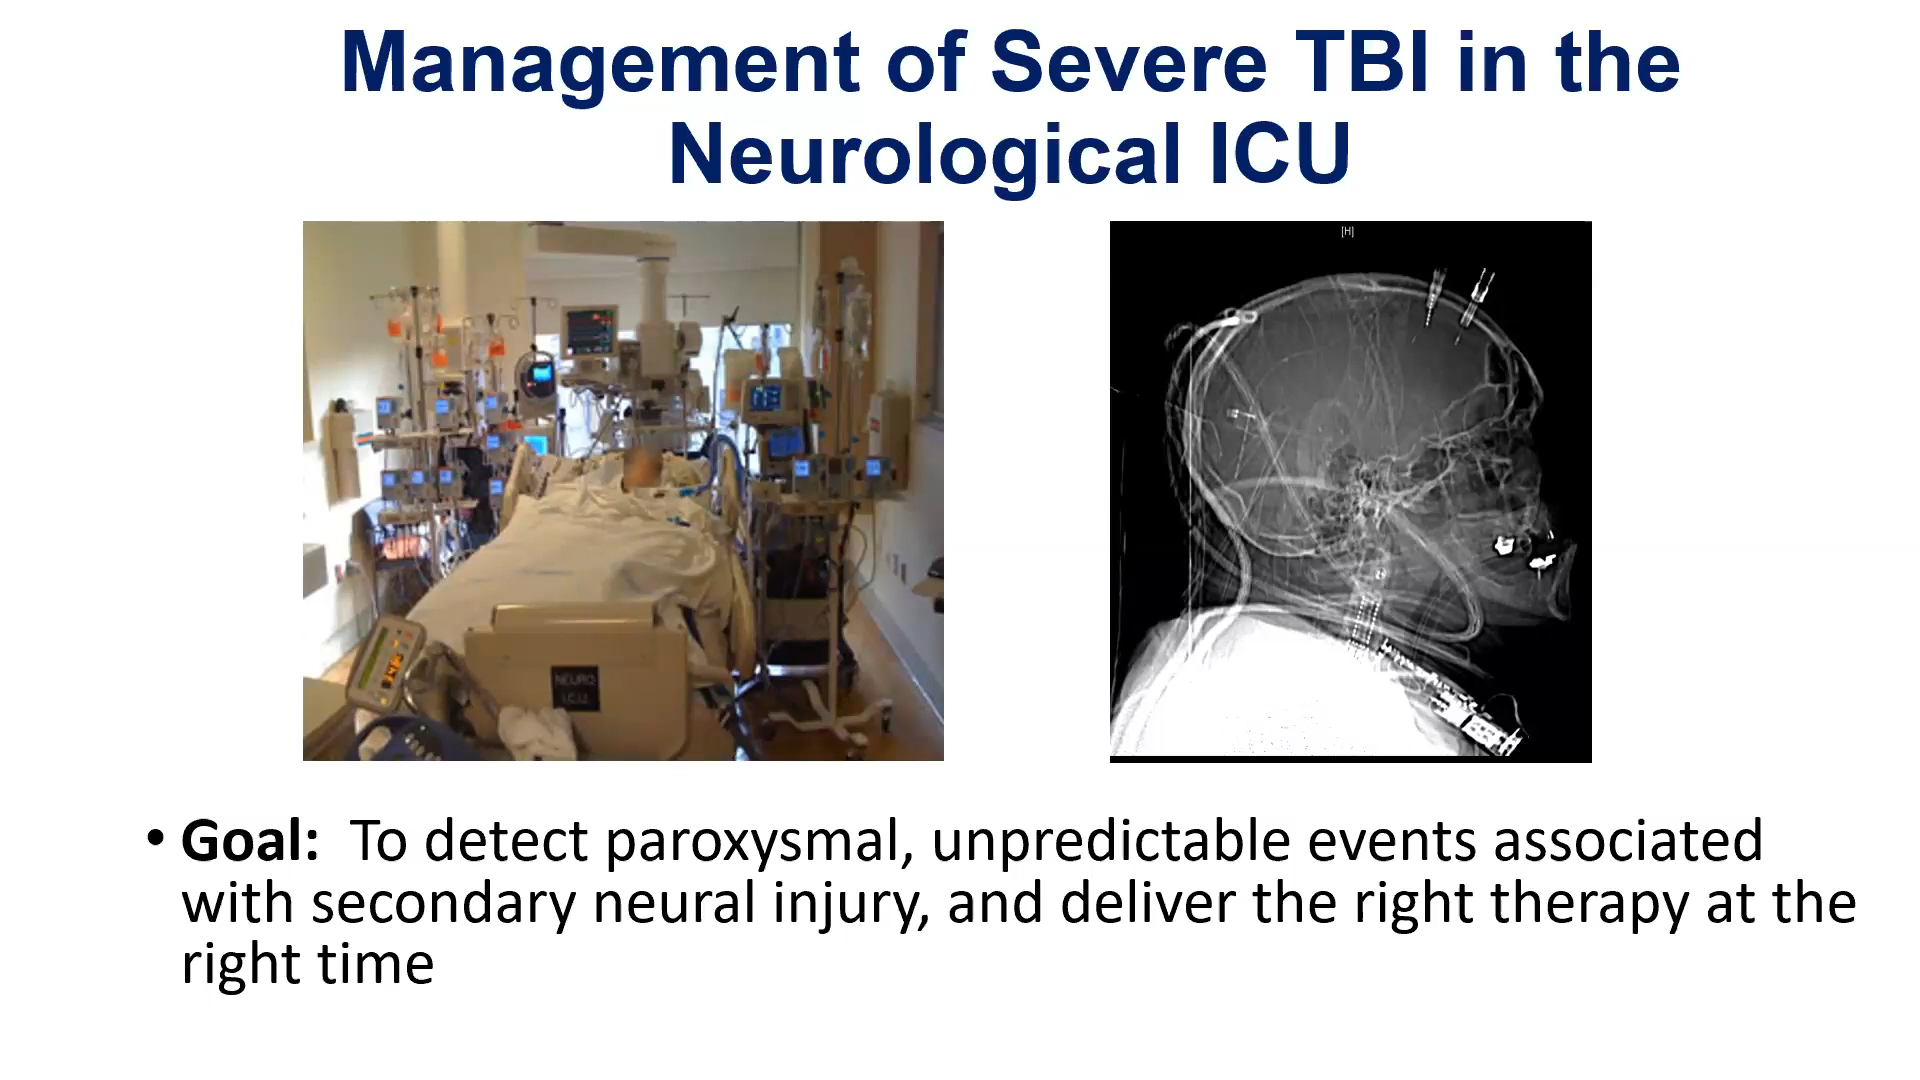 Management of Severe TBI in the
Neurological ICU
[H]
NEURO
I.C.U.
• Goal: To detect paroxysmal, unpredictable events associated
with secondary neural injury, and deliver the right therapy at the
right time